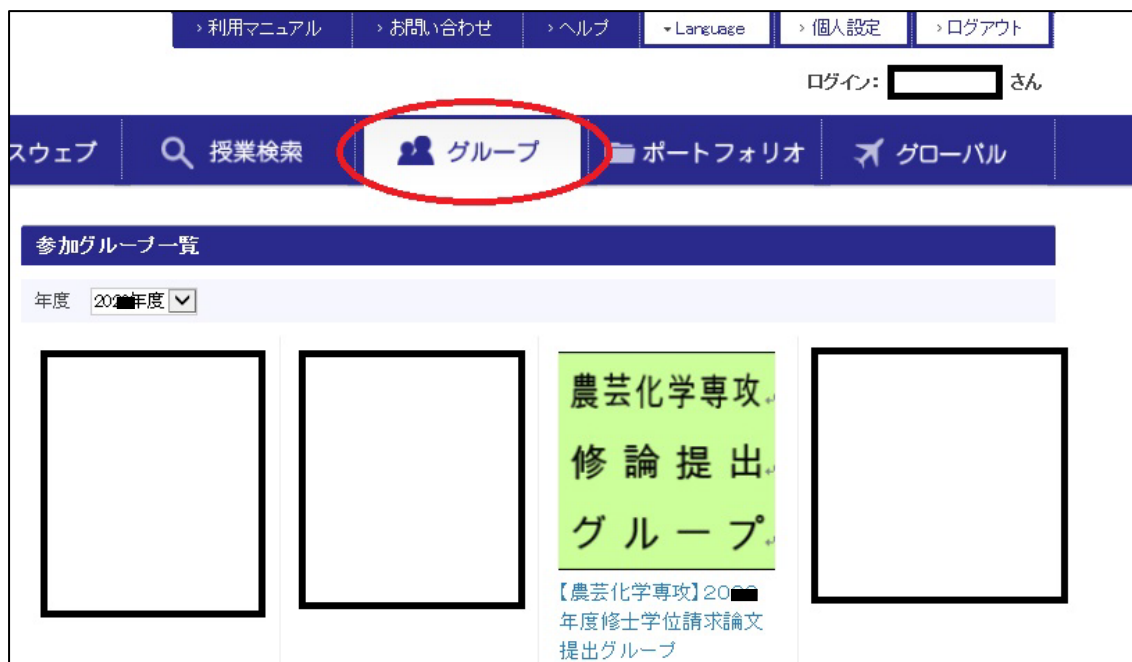 ›利用マニュアル ›お問い合わせ ›ヘルプ ▾Language ›個人設定 ›ログアウト
ログイン: さん
スウェブ 授業検索 グループ ポートフォリオ グローバル
参加グループ一覧
年度 202 年度
農芸化学専攻
修論提出
グループ
【農芸化学専攻】20
年度修士学位請求論文
提出グループ